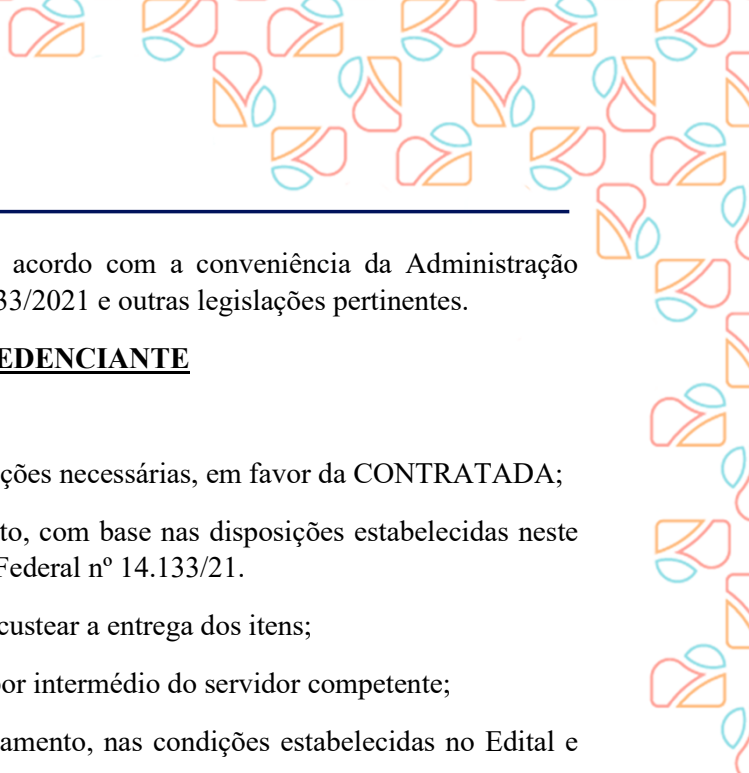 acordo com a conveniência da Administração
33/2021 e outras legislações pertinentes.
EDENCIANTE
ções necessárias, em favor da CONTRATADA;
to, com base nas disposições estabelecidas neste
Federal nº 14.133/21.
custear a entrega dos itens;
por intermédio do servidor competente;
amento, nas condições estabelecidas no Edital e